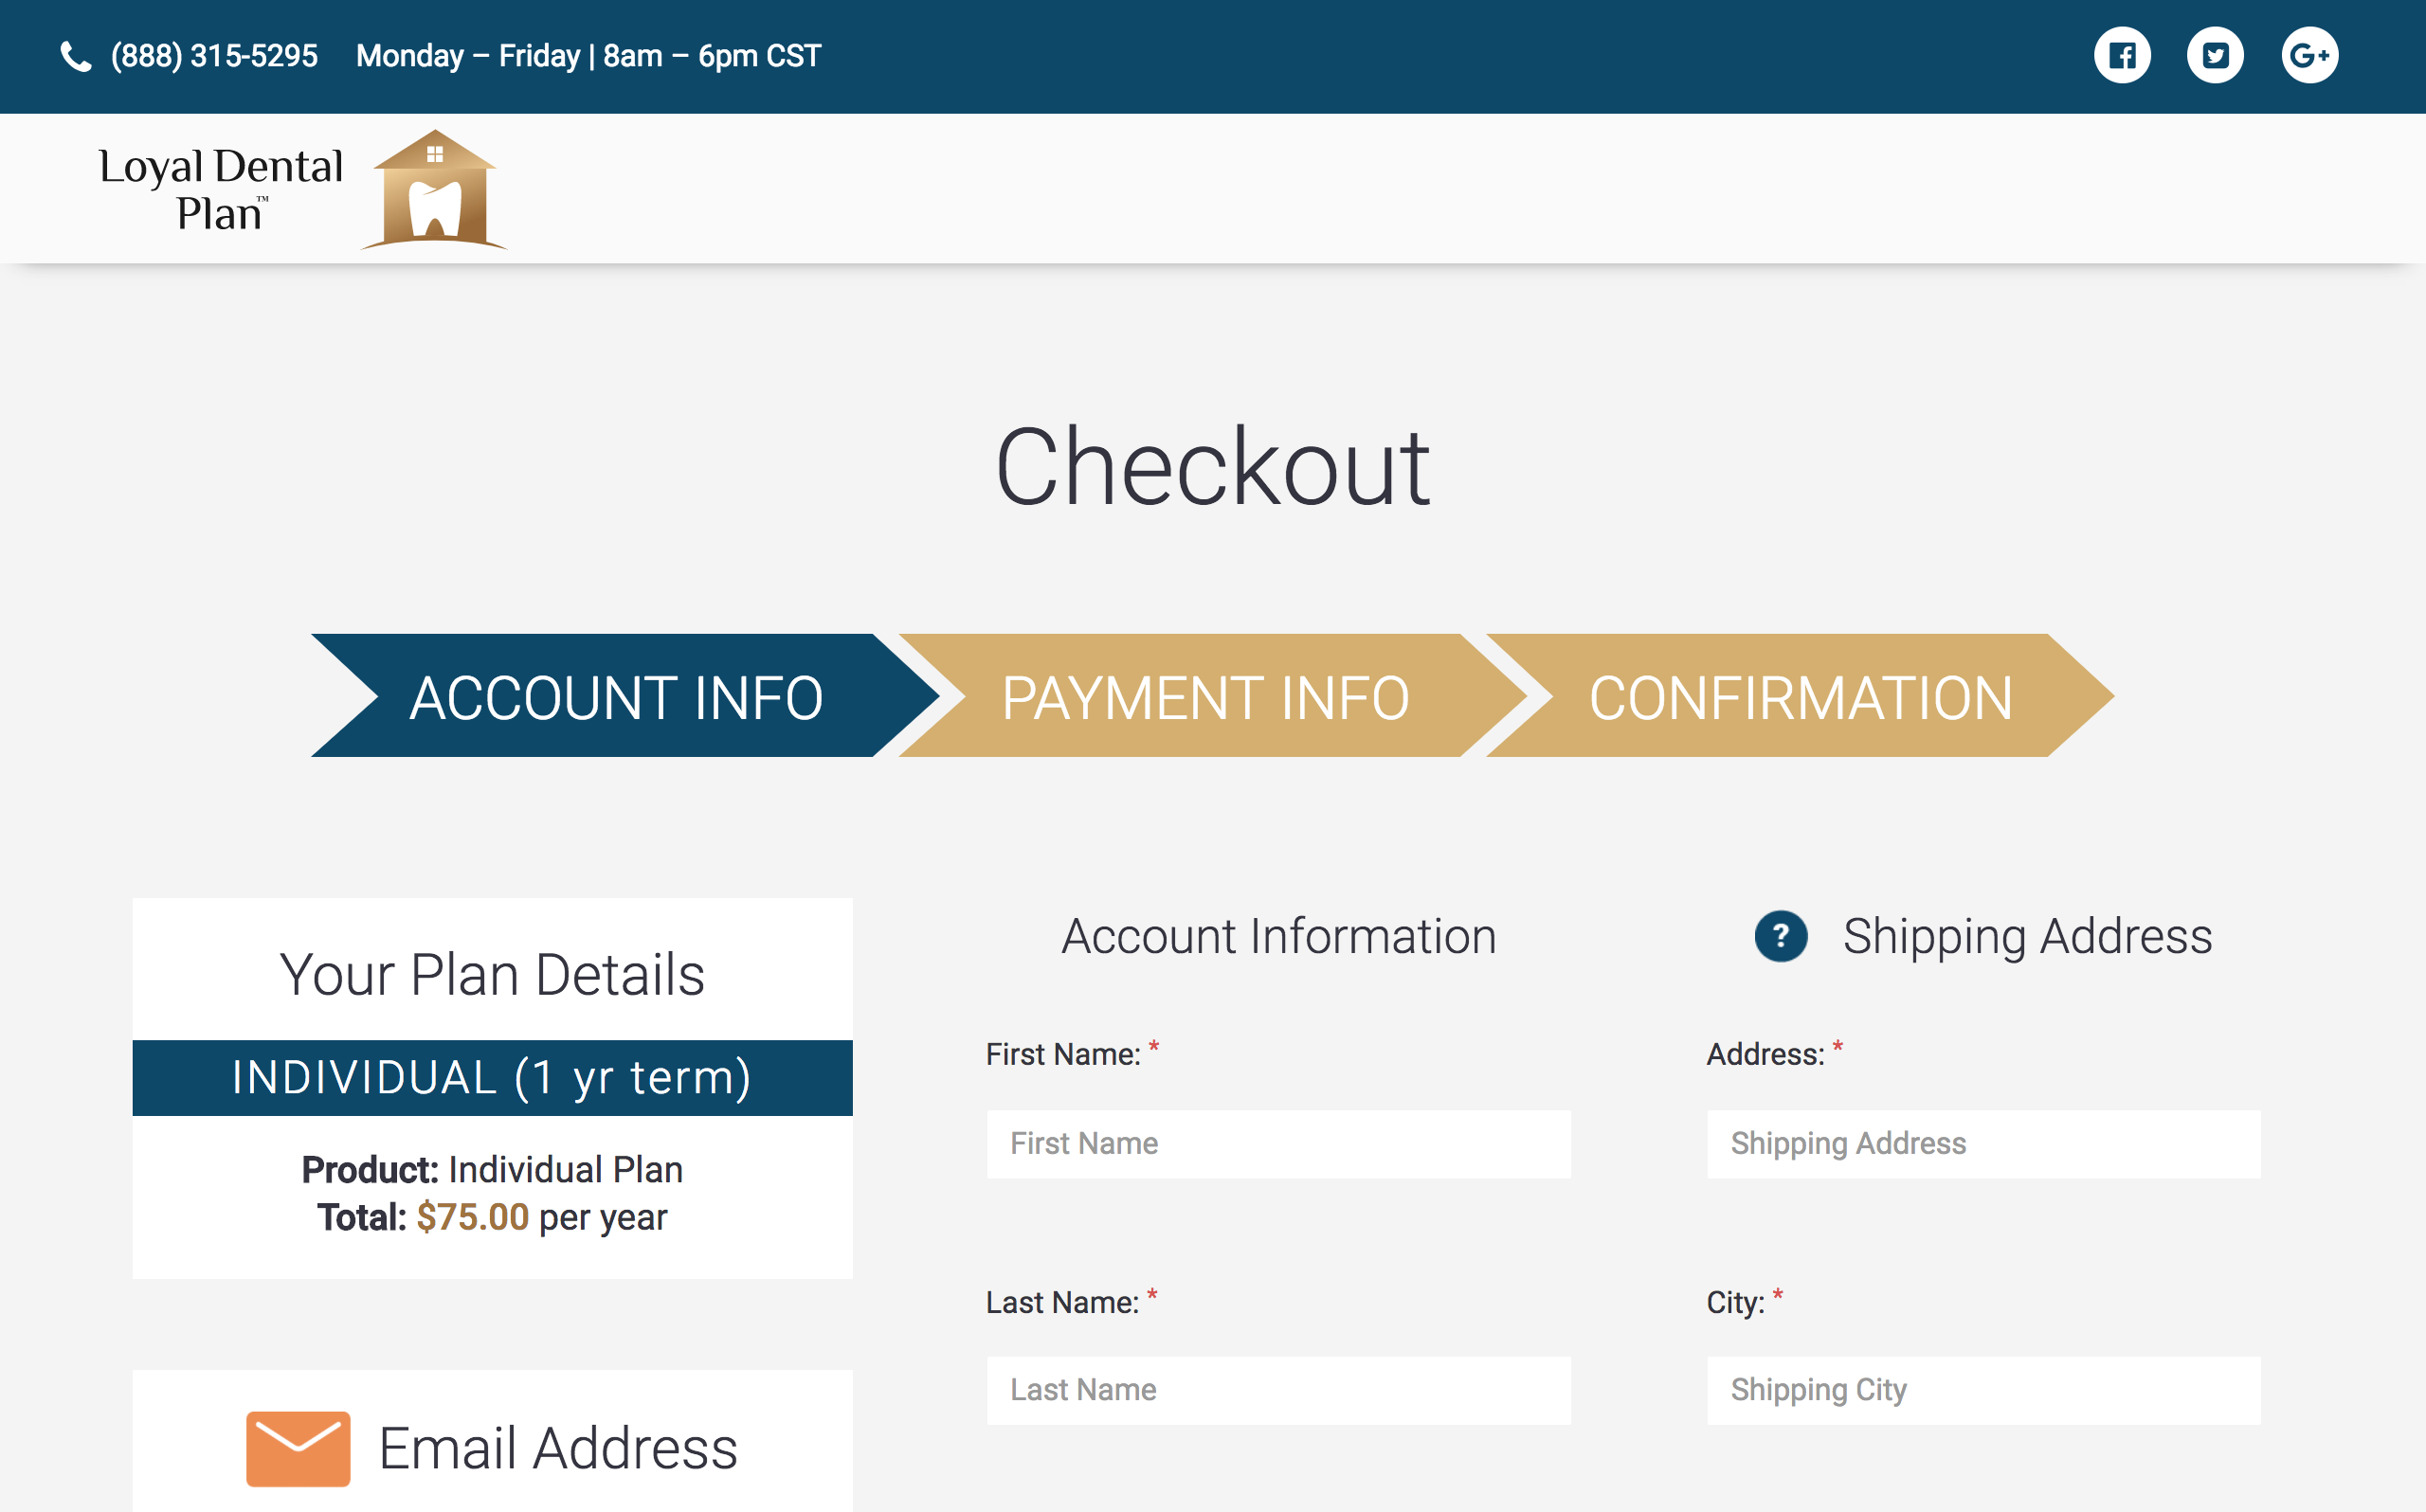 (888) 315-5295 Monday – Friday | 8am – 6pm CST
Loyal Dental
Plan™
Checkout
ACCOUNT INFO
PAYMENT INFO
CONFIRMATION
Your Plan Details
INDIVIDUAL (1 yr term)
Product: Individual Plan
Total: $75.00 per year
Email Address
Account Information
First Name: *
First Name
Last Name: *
Last Name
? Shipping Address
Address: *
Shipping Address
City: *
Shipping City